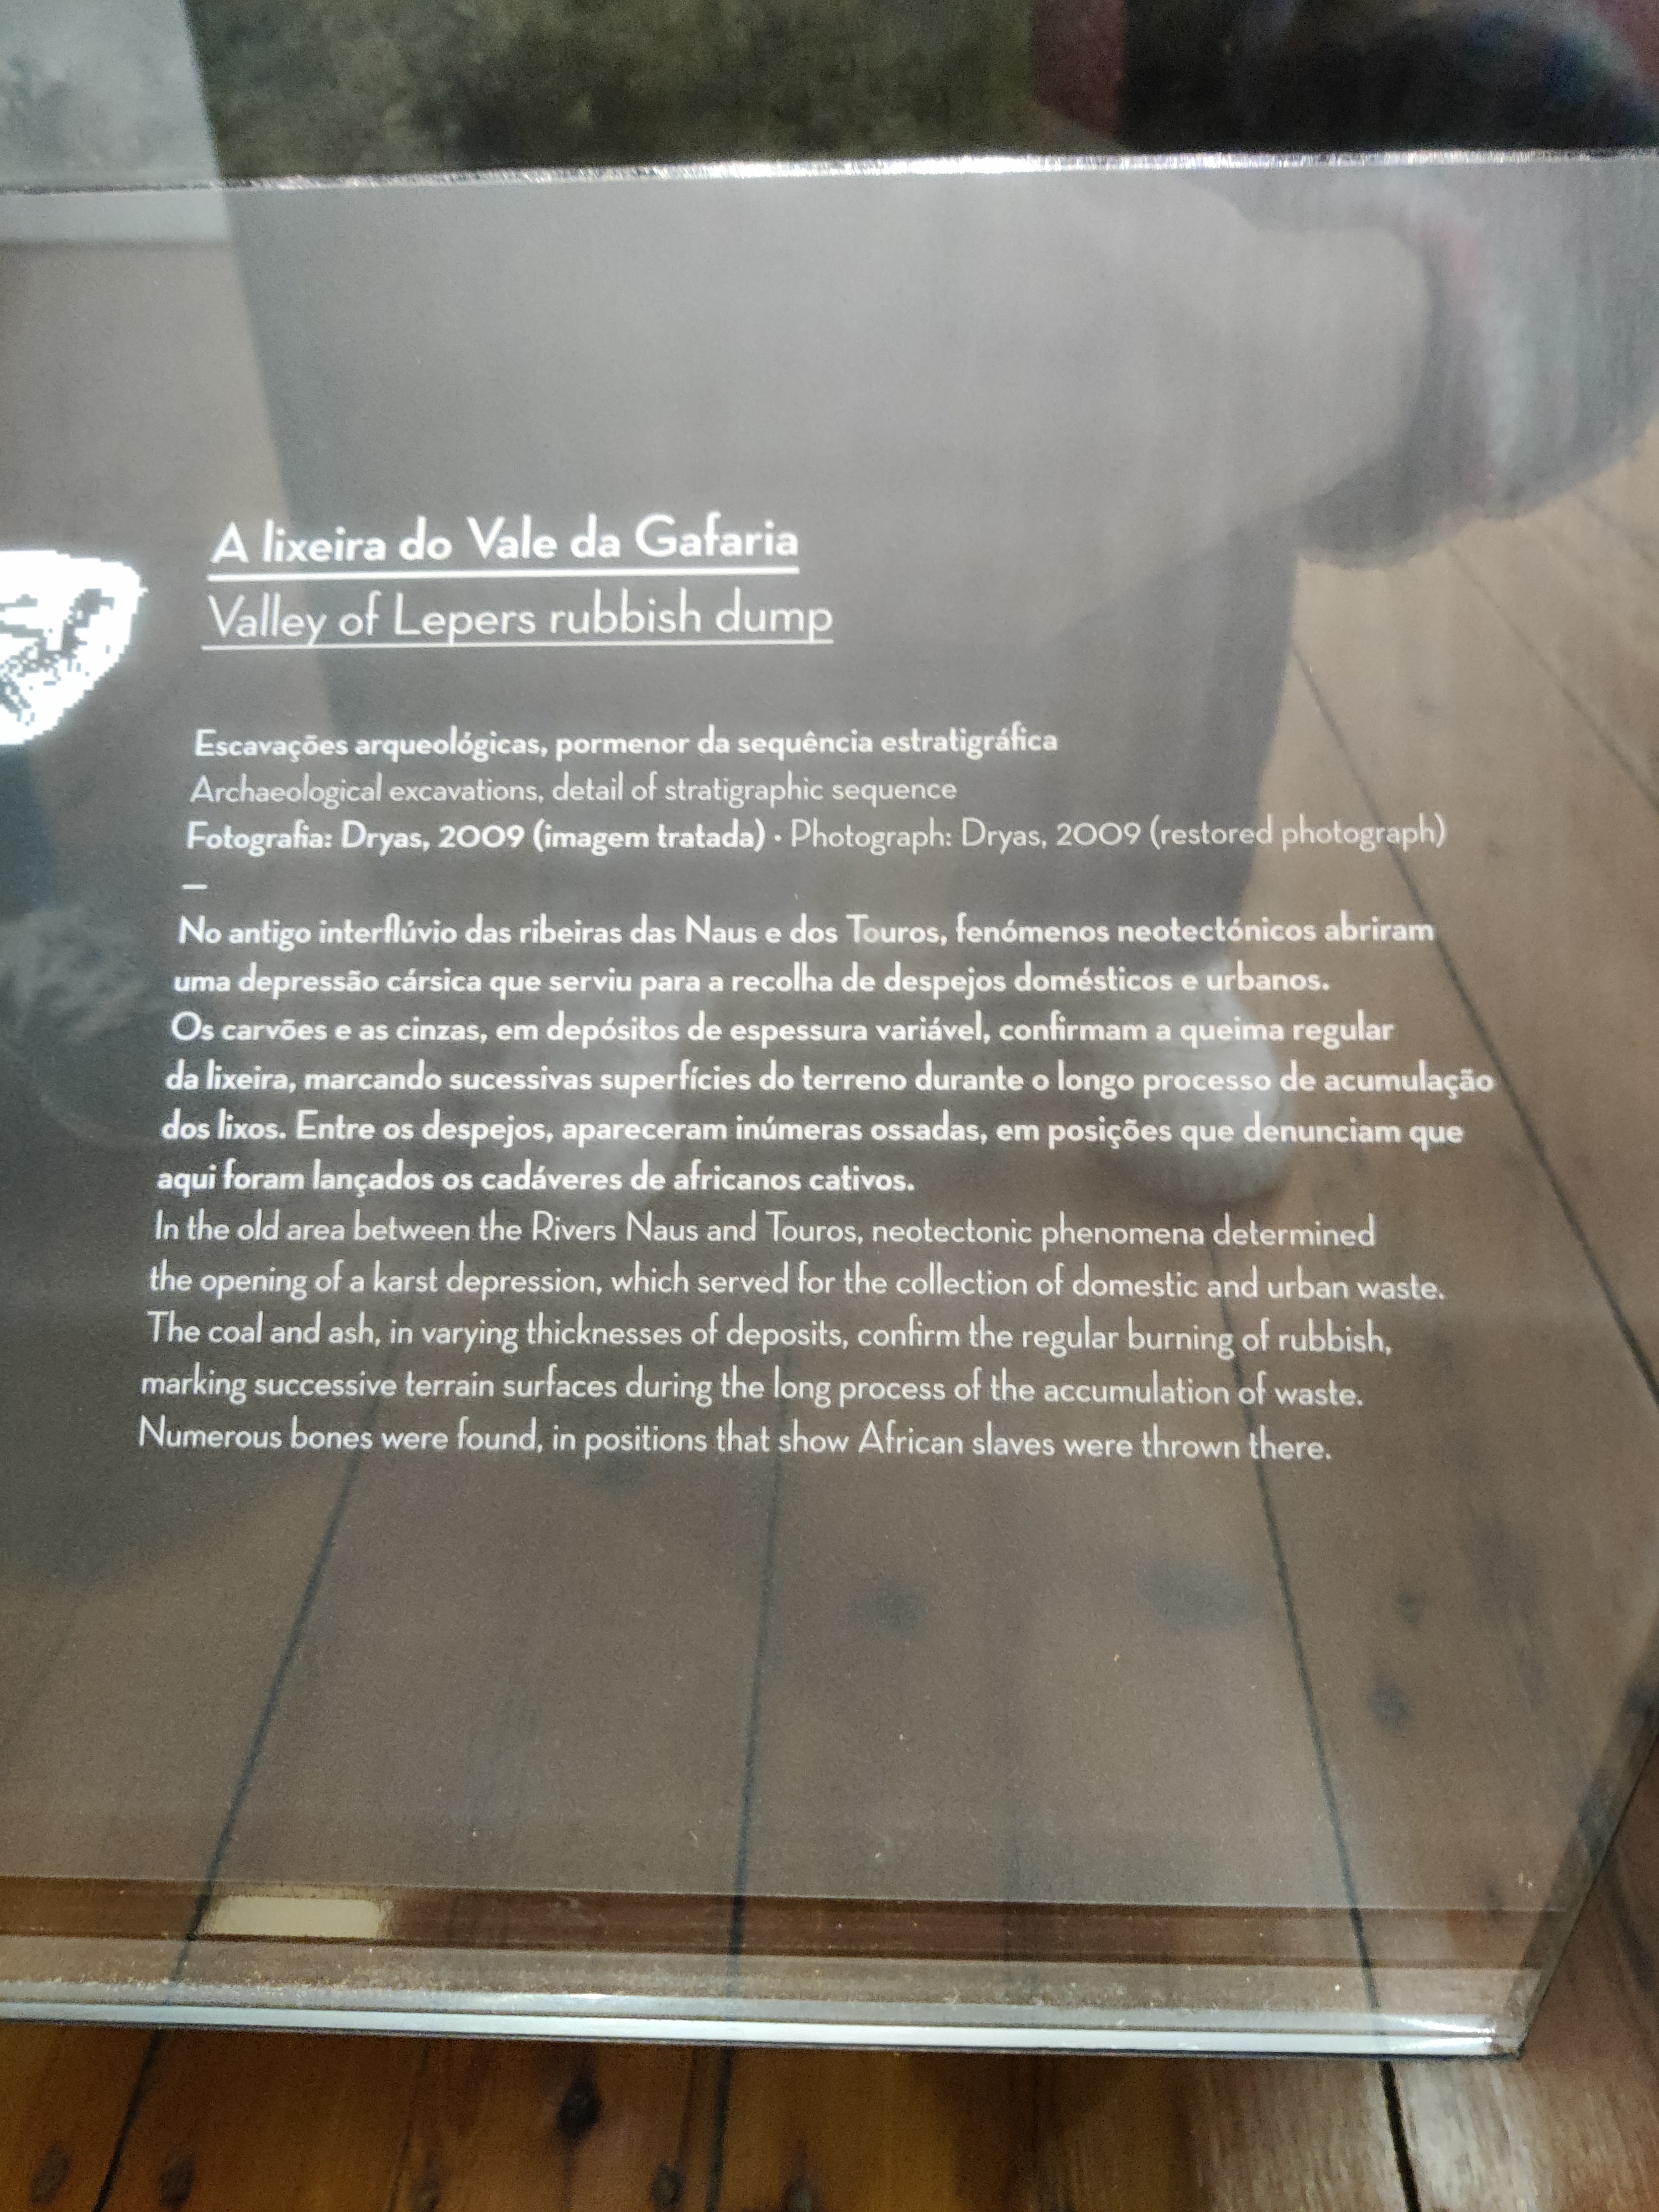 A lixeira do Vale da Gafaria
Valley of Lepers rubbish dump
Escavações arqueológicas, pormenor da sequência estratigráfica
Archaeological excavations, detail of stratigraphic sequence
Fotografia: Dryas, 2009 (imagem tratada) · Photograph: Dryas, 2009 (restored photograph)
—
No antigo interflúvio das ribeiras das Naus e dos Touros, fenómenos neotectónicos abriram
uma depressão cársica que serviu para a recolha de despejos domésticos e urbanos.
Os carvões e as cinzas, em depósitos de espessura variável, confirmam a queima regular
da lixeira, marcando sucessivas superfícies do terreno durante o longo processo de acumulação
dos lixos. Entre os despejos, apareceram inúmeras ossadas, em posições que denunciam que
aqui foram lançados os cadáveres de africanos cativos.
In the old area between the Rivers Naus and Touros, neotectonic phenomena determined
the opening of a karst depression, which served for the collection of domestic and urban waste.
The coal and ash, in varying thicknesses of deposits, confirm the regular burning of rubbish,
marking successive terrain surfaces during the long process of the accumulation of waste.
Numerous bones were found, in positions that show African slaves were thrown there.